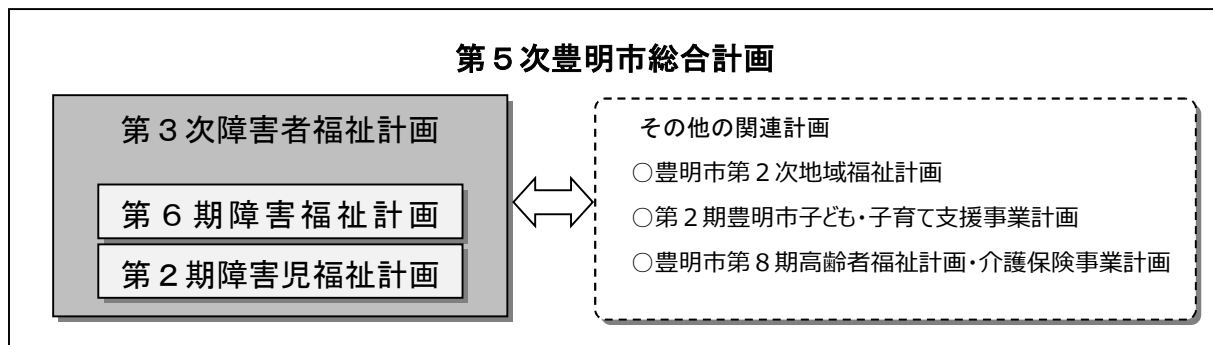 第５次豊明市総合計画
第３次障害者福祉計画
第６期障害福祉計画
第２期障害児福祉計画
その他の関連計画
○豊明市第２次地域福祉計画
○第２期豊明市子ども・子育て支援事業計画
○豊明市第８期高齢者福祉計画・介護保険事業計画